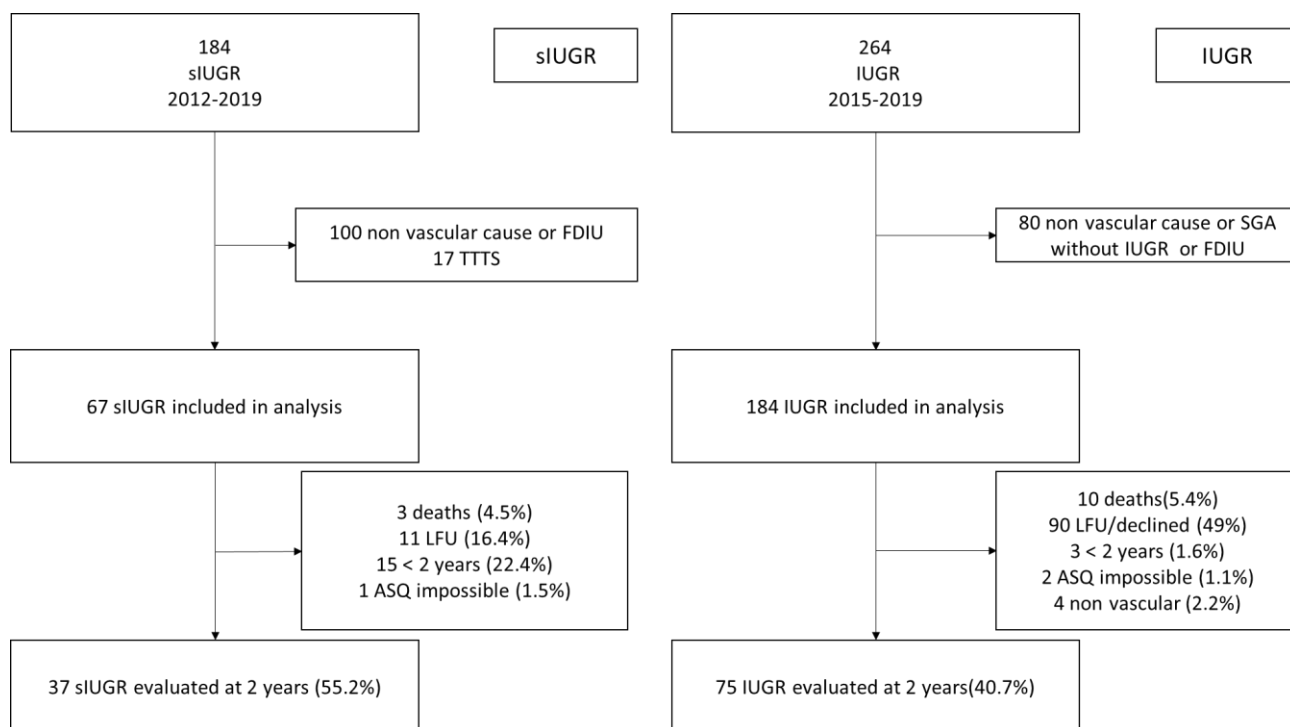 184
sIUGR
2012-2019
sIUGR
100 non vascular cause or FDIU
17 TTTS
67 sIUGR included in analysis
3 deaths (4.5%)
11 LFU (16.4%)
15 < 2 years (22.4%)
1 ASQ impossible (1.5%)
37 sIUGR evaluated at 2 years (55.2%)
264
IUGR
2015-2019
IUGR
80 non vascular cause or SGA
without IUGR or FDIU
184 IUGR included in analysis
10 deaths(5.4%)
90 LFU/declined (49%)
3 < 2 years (1.6%)
2 ASQ impossible (1.1%)
4 non vascular (2.2%)
75 IUGR evaluated at 2 years(40.7%)